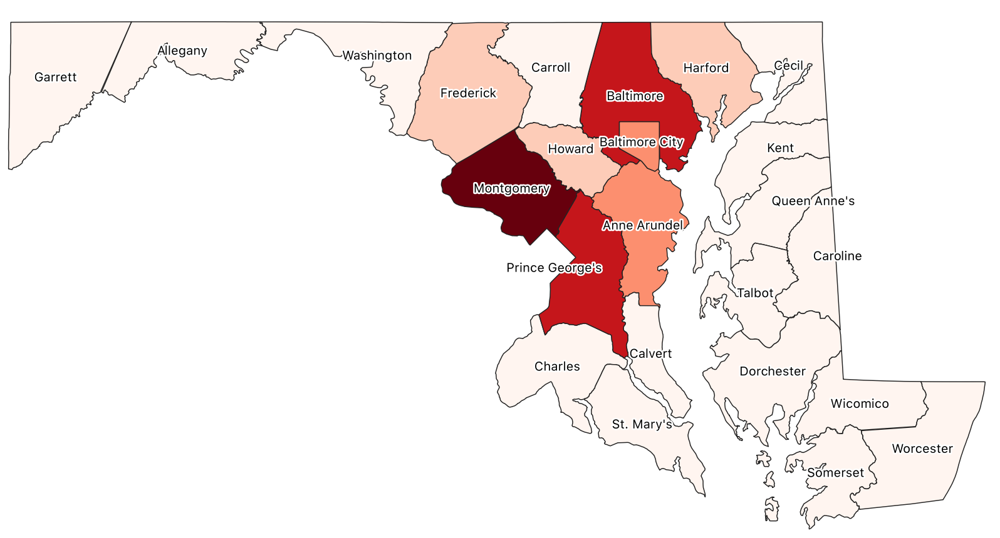 Allegany
Washington
Garrett
Carroll
Harford
Cecil
Frederick
Baltimore
Baltimore City
Howard
Kent
Montgomery
Queen Anne's
Anne Arundel
Caroline
Prince George's
Talbot
Calvert
Charles
Dorchester
Wicomico
St. Mary's
Worcester
Somerset